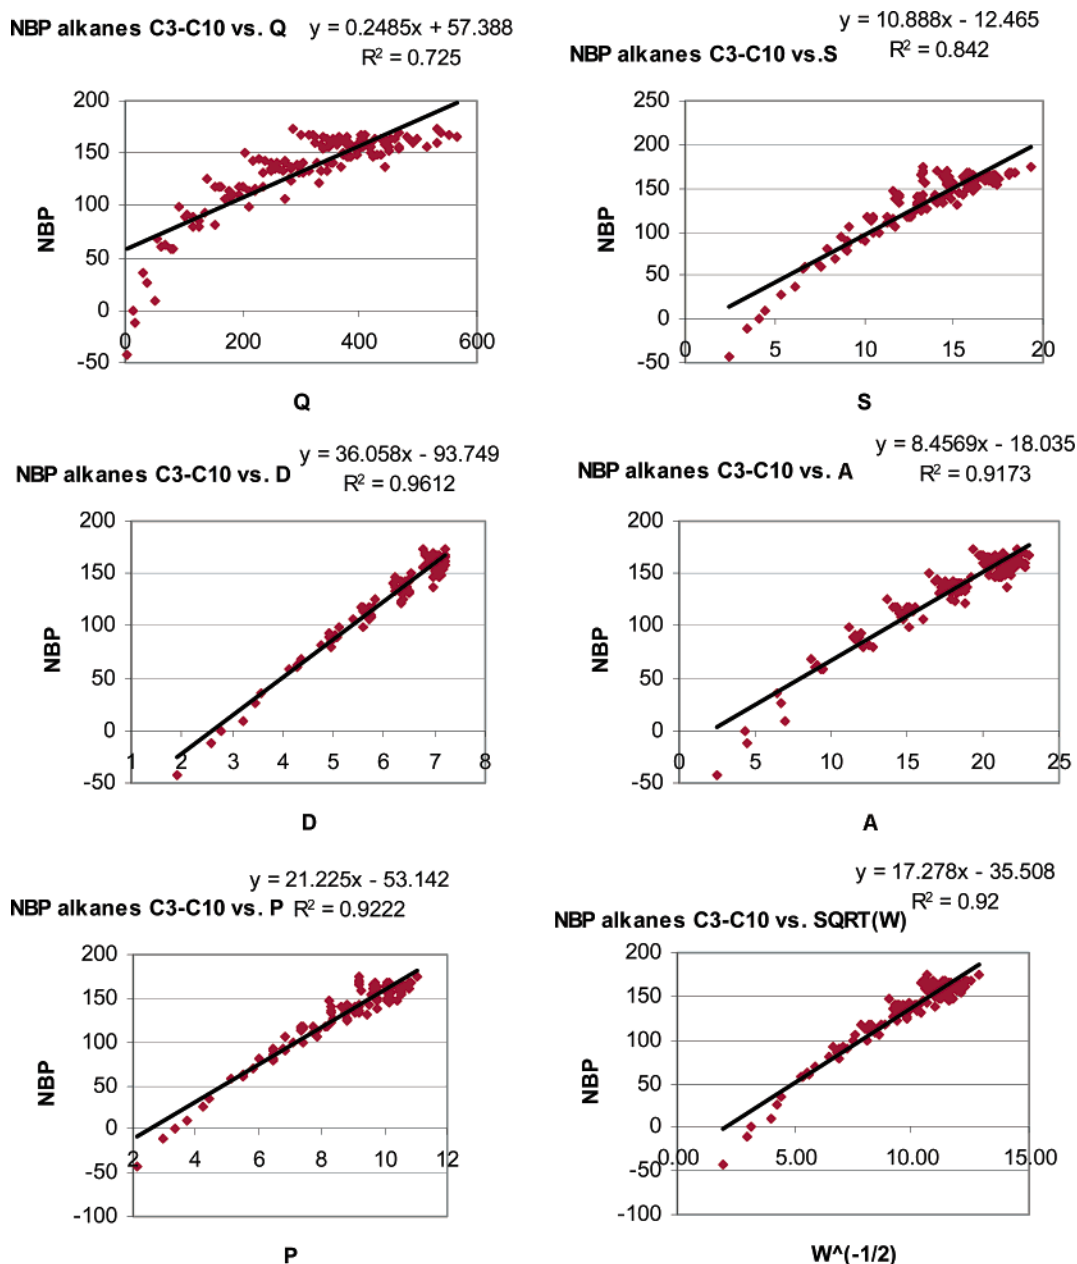 NBP alkanes C3-C10 vs. Q
y = 0.2485x + 57.388
R² = 0.725
200
150
100
50
0
-50
0
200
400
600
NBP
Q
y = 10.888x - 12.465
NBP alkanes C3-C10 vs.S
R² = 0.842
250
200
150
100
50
0
-50
0
5
10
15
20
NBP
S
y = 36.058x - 93.749
NBP alkanes C3-C10 vs. D
R² = 0.9612
200
150
100
50
0
-50
1
2
3
4
5
6
7
8
NBP
D
y = 8.4569x - 18.035
NBP alkanes C3-C10 vs. A
R² = 0.9173
200
150
100
50
0
-50
0
5
10
15
20
25
NBP
A
y = 21.225x - 53.142
NBP alkanes C3-C10 vs. P
R² = 0.9222
200
150
100
50
0
-50
-100
2
4
6
8
10
12
NBP
P
y = 17.278x - 35.508
R² = 0.92
NBP alkanes C3-C10 vs. SQRT(W)
200
150
100
50
0
-50
-100
0.00
5.00
10.00
15.00
NBP
W^(-1/2)